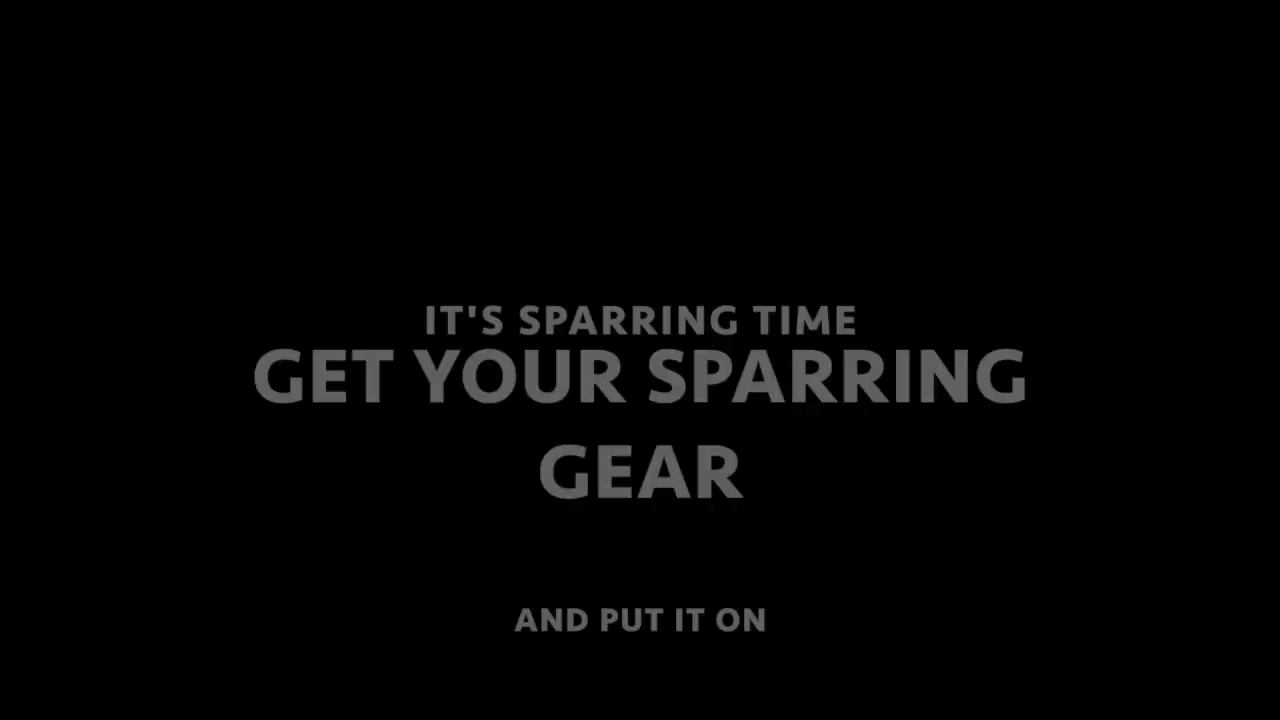 IT'S SPARRING TIME
GET YOUR SPARRING
GEAR
AND PUT IT ON